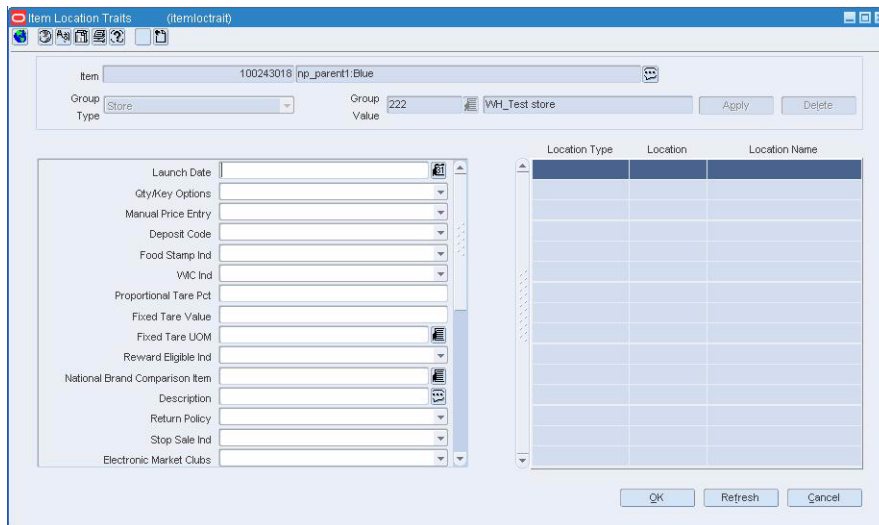 Item Location Traits (itemloctrait)
Item 100243018 np_parent1:Blue
Group Type Store Group Value 222 WH_Test store Apply Delete
Location Type Location Location Name
Launch Date
Qty/Key Options
Manual Price Entry
Deposit Code
Food Stamp Ind
WIC Ind
Proportional Tare Pct
Fixed Tare Value
Fixed Tare UOM
Reward Eligible Ind
National Brand Comparison Item
Description
Return Policy
Stop Sale Ind
Electronic Market Clubs
OK Refresh Cancel